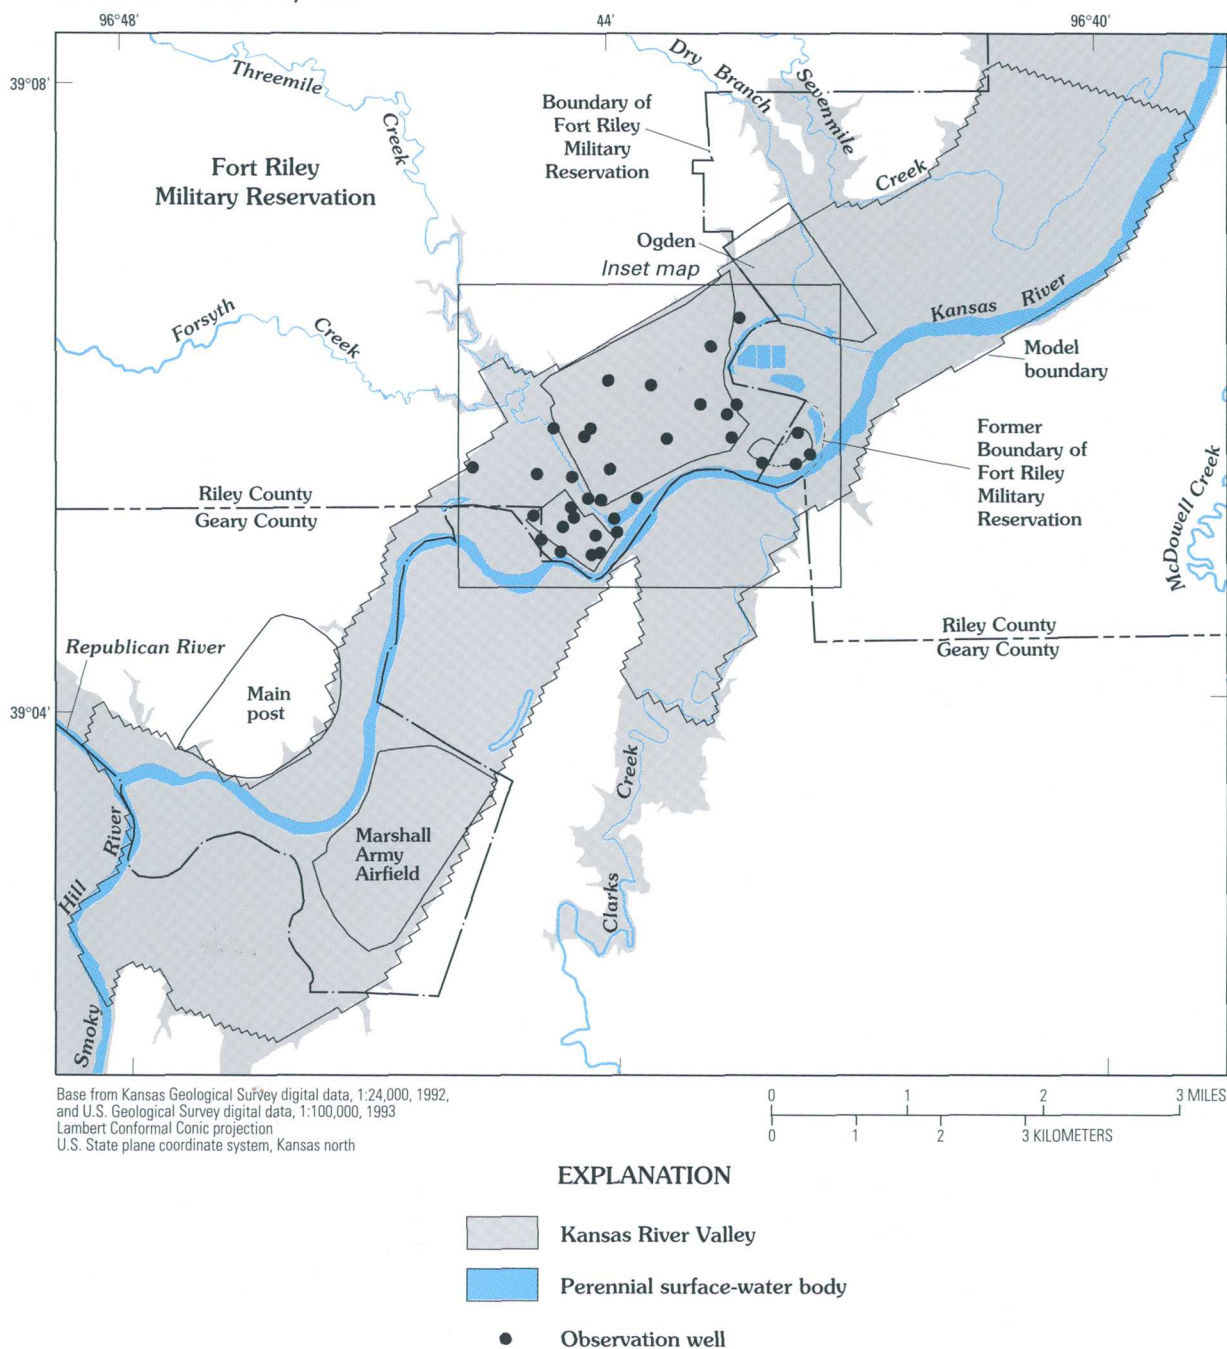 96°48'
44'
96°40'
39°08'
Threemile
Creek
Dry Branch
Sevenmile
Creek
Boundary of
Fort Riley
Military
Reservation
Fort Riley
Military Reservation
Ogden
Inset map
Kansas River
Forsyth
Creek
Model
boundary
Former
Boundary of
Fort Riley
Military
Reservation
McDowell Creek
Riley County
Geary County
Riley County
Geary County
Republican River
Main
post
39°04'
Creek
Clarks
Marshall
Army
Airfield
River
Hill
Smoky
Base from Kansas Geological Survey digital data, 1:24,000, 1992,
and U.S. Geological Survey digital data, 1:100,000, 1993
Lambert Conformal Conic projection
U.S. State plane coordinate system, Kansas north
0 1 2 3 MILES
0 1 2 3 KILOMETERS
EXPLANATION
Kansas River Valley
Perennial surface-water body
Observation well